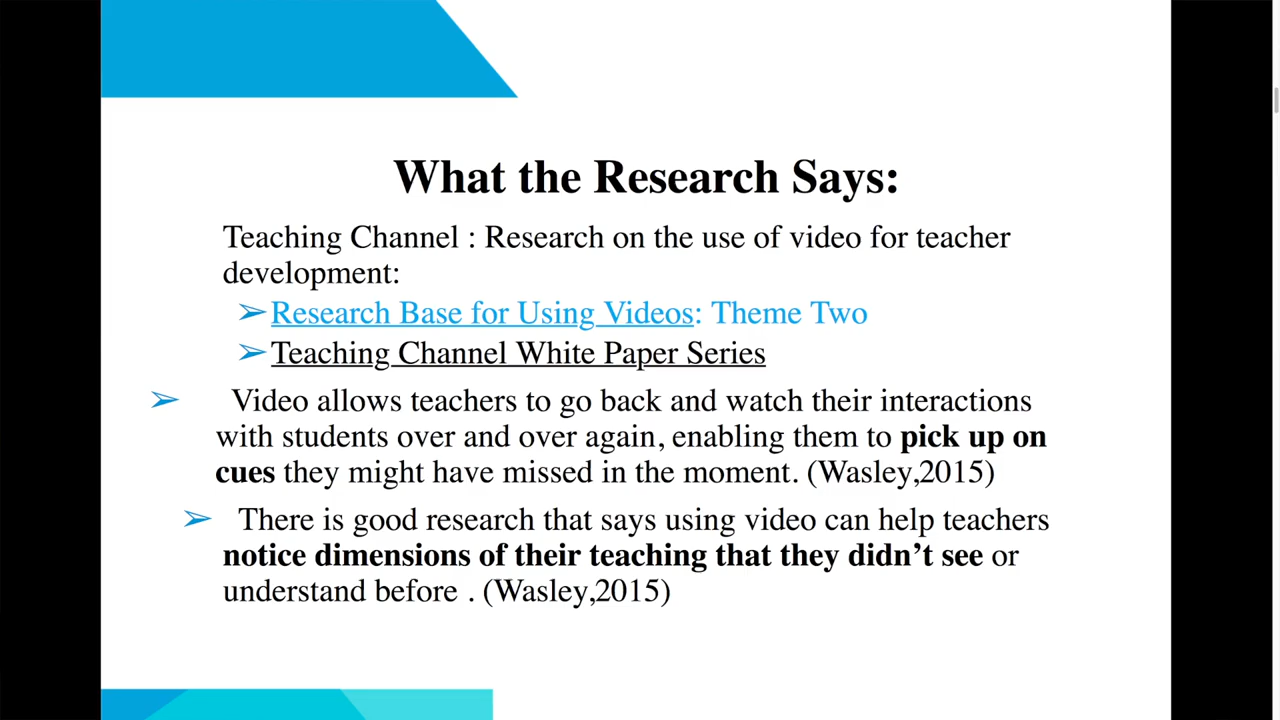 What the Research Says:
Teaching Channel : Research on the use of video for teacher
development:
➢Research Base for Using Videos: Theme Two
➢Teaching Channel White Paper Series
➢ Video allows teachers to go back and watch their interactions
with students over and over again, enabling them to pick up on
cues they might have missed in the moment. (Wasley,2015)
➢ There is good research that says using video can help teachers
notice dimensions of their teaching that they didn’t see or
understand before . (Wasley,2015)